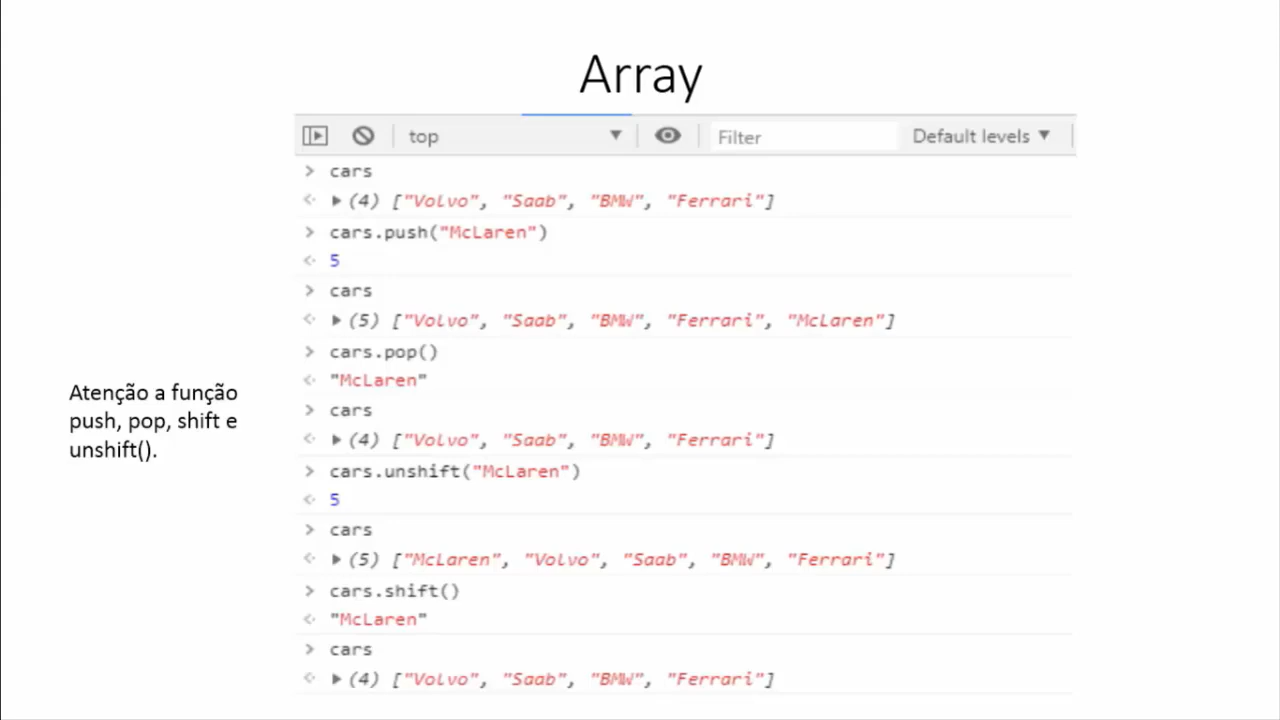 Array
top
Filter
Default levels
> cars
(4) ["Volvo", "Saab", "BMW", "Ferrari"]
> cars.push("McLaren")
5
> cars
(5) ["Volvo", "Saab", "BMW", "Ferrari", "McLaren"]
> cars.pop()
"McLaren"
> cars
(4) ["Volvo", "Saab", "BMW", "Ferrari"]
> cars.unshift("McLaren")
5
> cars
(5) ["McLaren", "Volvo", "Saab", "BMW", "Ferrari"]
> cars.shift()
"McLaren"
> cars
(4) ["Volvo", "Saab", "BMW", "Ferrari"]
Atenção a função
push, pop, shift e
unshift().